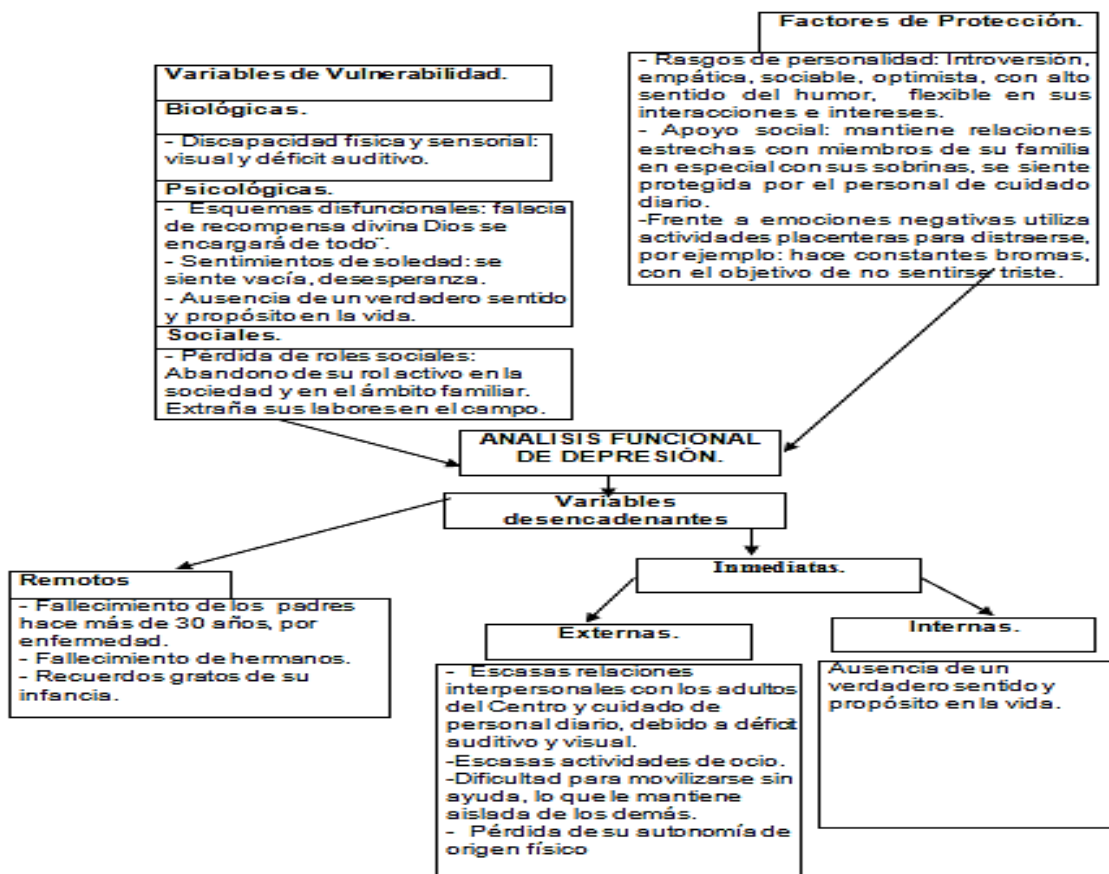 Factores de Protección.
- Rasgos de personalidad: Introversión,
empática, sociable, optimista, con alto
sentido del humor, flexible en sus
interacciones e intereses.
- Apoyo social: mantiene relaciones
estrechas con miembros de su familia
en especial con sus sobrinas, se siente
protegida por el personal de cuidado
diario.
-Frente a emociones negativas utiliza
actividades placenteras para distraerse,
por ejemplo: hace constantes bromas,
con el objetivo de no sentirse triste.
Variables de Vulnerabilidad.
Biológicas.
- Discapacidad física y sensorial:
visual y déficit auditivo.
Psicológicas.
- Esquemas disfuncionales: falacia
de recompensa divina Dios se
encargará de todo¨.
- Sentimientos de soledad: se
siente vacía, desesperanza.
- Ausencia de un verdadero sentido
y propósito en la vida.
Sociales.
- Pérdida de roles sociales:
Abandono de su rol activo en la
sociedad y en el ámbito familiar.
Extraña sus labores en el campo.
ANALISIS FUNCIONAL
DE DEPRESIÓN.
Variables
desencadenantes
Remotos
- Fallecimiento de los padres
hace más de 30 años, por
enfermedad.
- Fallecimiento de hermanos.
- Recuerdos gratos de su
infancia.
Inmediatas.
Externas.
- Escasas relaciones
interpersonales con los adultos
del Centro y cuidado de
personal diario, debido a déficit
auditivo y visual.
-Escasas actividades de ocio.
-Dificultad para movilizarse sin
ayuda, lo que le mantiene
aislada de los demás.
- Pérdida de su autonomía de
origen físico
Internas.
Ausencia de un
verdadero sentido y
propósito en la vida.